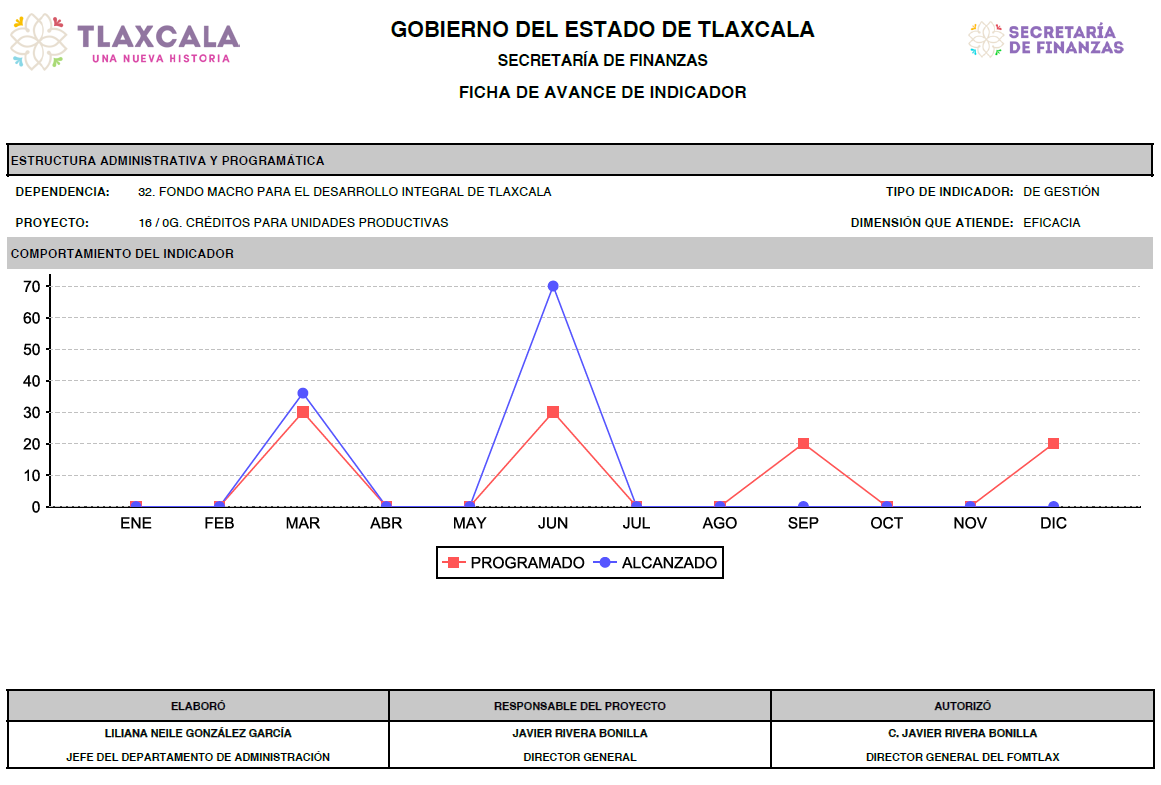 TLAXCALA
UNA NUEVA HISTORIA
GOBIERNO DEL ESTADO DE TLAXCALA
SECRETARÍA DE FINANZAS
FICHA DE AVANCE DE INDICADOR
SECRETARÍA
DE FINANZAS
ESTRUCTURA ADMINISTRATIVA Y PROGRAMÁTICA
DEPENDENCIA: 32. FONDO MACRO PARA EL DESARROLLO INTEGRAL DE TLAXCALA TIPO DE INDICADOR: DE GESTIÓN
PROYECTO: 16 / 0G. CRÉDITOS PARA UNIDADES PRODUCTIVAS DIMENSIÓN QUE ATIENDE: EFICACIA
COMPORTAMIENTO DEL INDICADOR
70
60
50
40
30
20
10
0
ENE FEB MAR ABR MAY JUN JUL AGO SEP OCT NOV DIC
PROGRAMADO ALCANZADO
ELABORÓ RESPONSABLE DEL PROYECTO AUTORIZÓ
LILIANA NEILE GONZÁLEZ GARCÍA JAVIER RIVERA BONILLA C. JAVIER RIVERA BONILLA
JEFE DEL DEPARTAMENTO DE ADMINISTRACIÓN DIRECTOR GENERAL DIRECTOR GENERAL DEL FOMTLAX